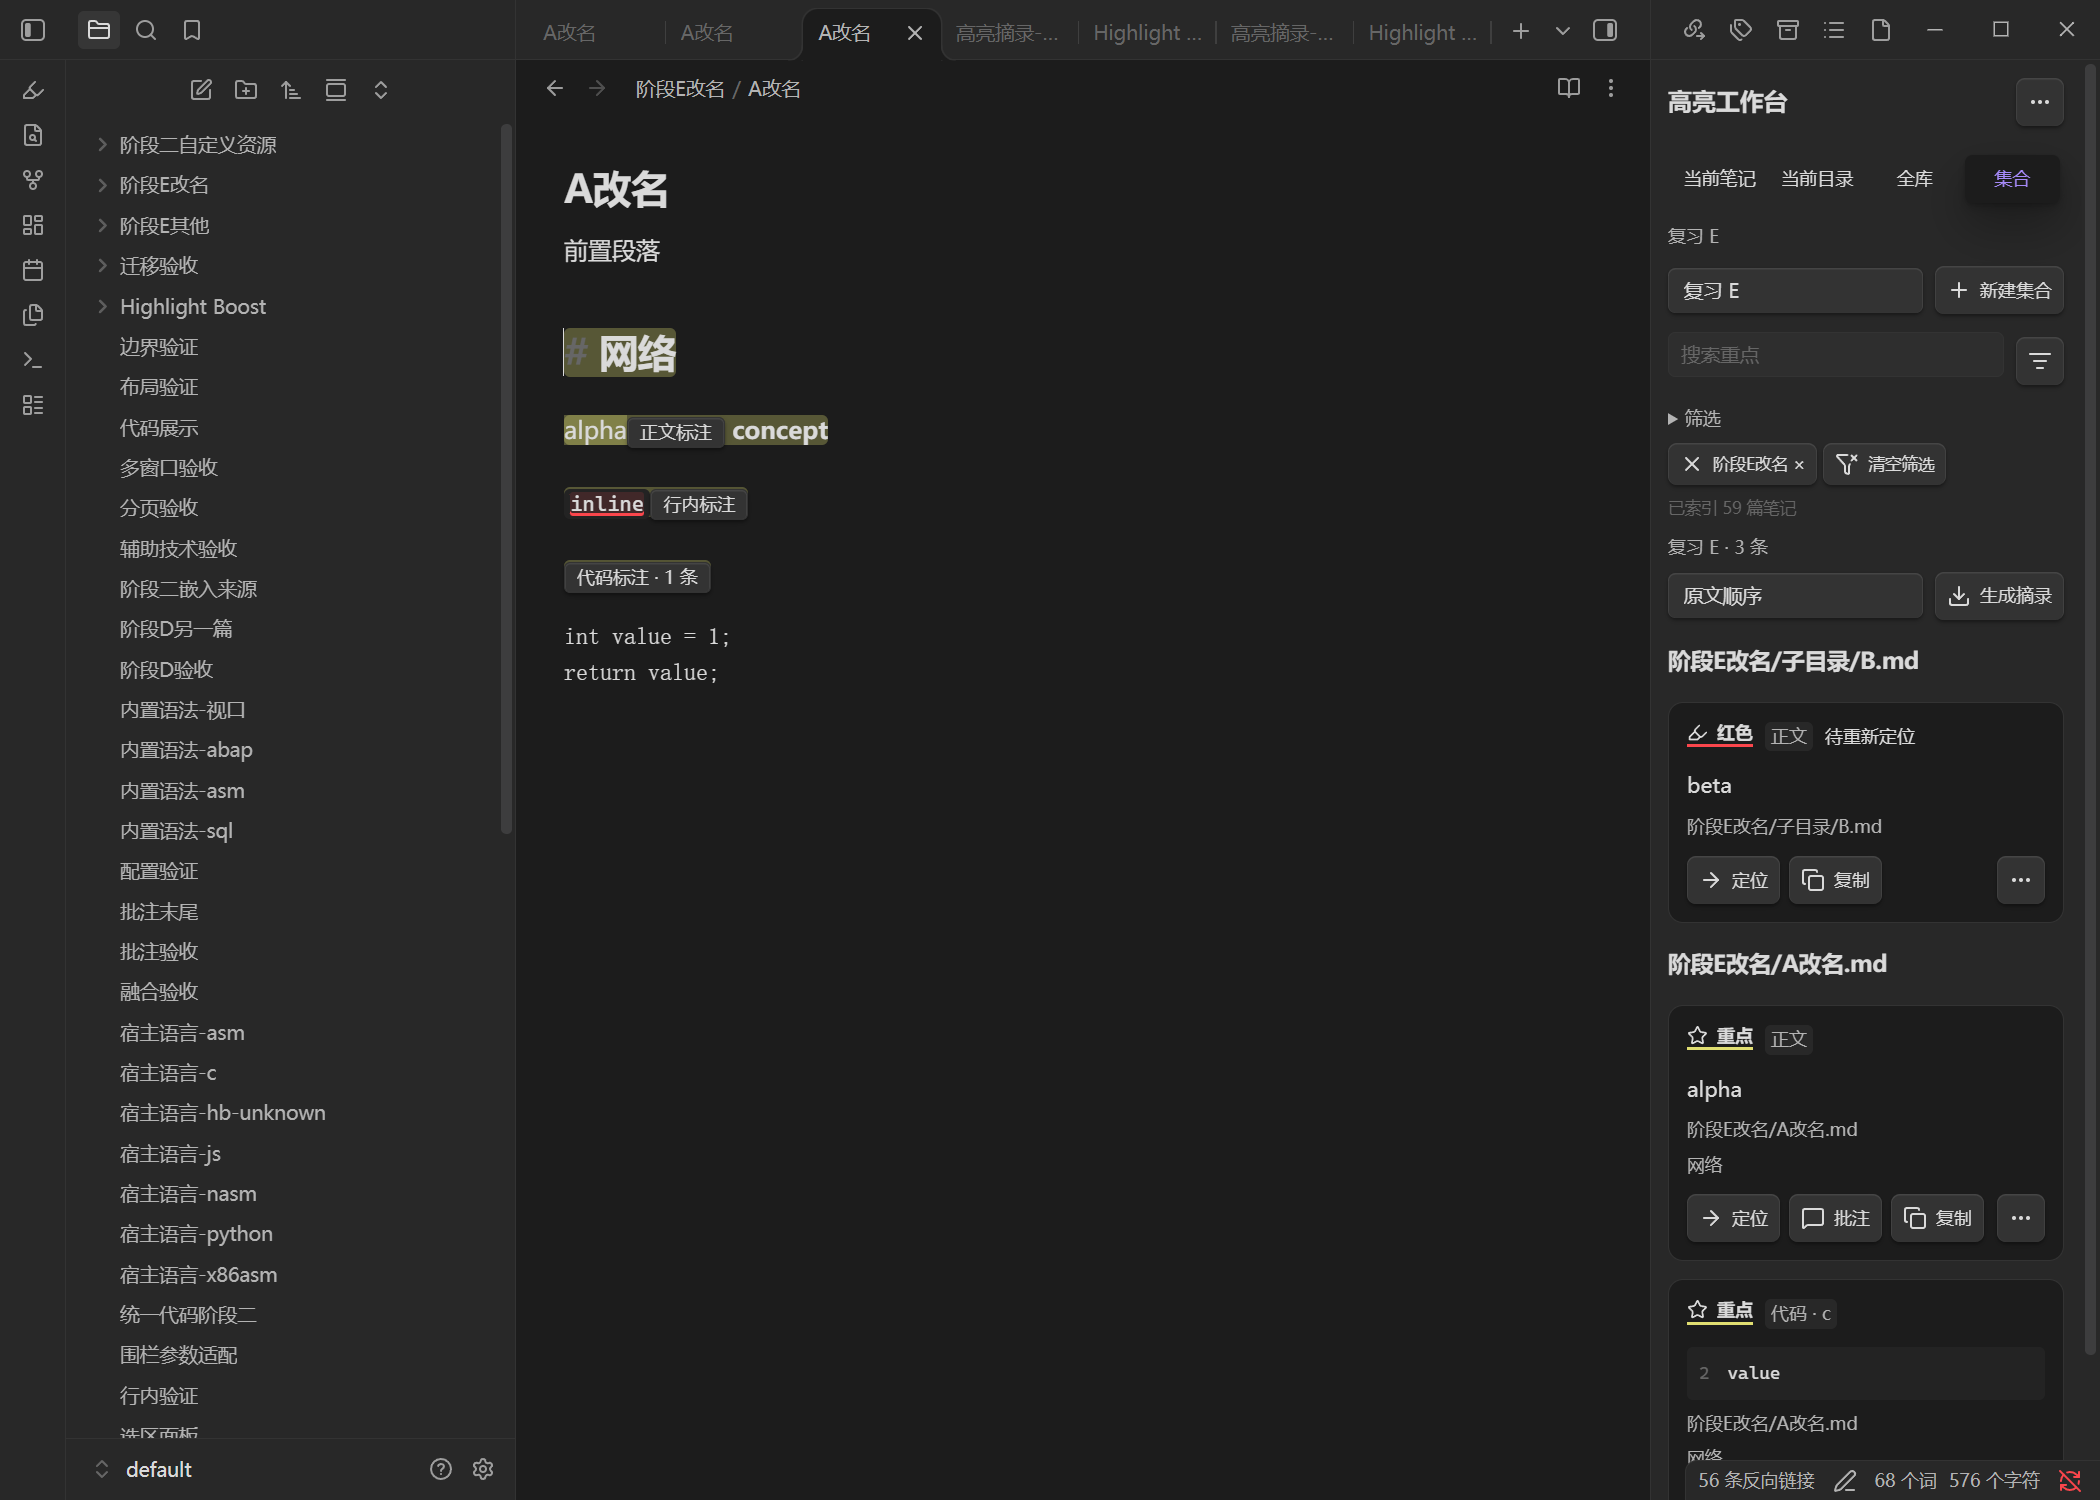 A改名
A改名
A改名
高亮摘录-...
Highlight ...
高亮摘录-...
Highlight ...
阶段二自定义资源
阶段E改名
阶段E其他
迁移验收
Highlight Boost
边界验证
布局验证
代码展示
多窗口验收
分页验收
辅助技术验收
阶段二嵌入来源
阶段D另一篇
阶段D验收
内置语法-视口
内置语法-abap
内置语法-asm
内置语法-sql
配置验证
批注末尾
批注验收
融合验收
宿主语言-asm
宿主语言-c
宿主语言-hb-unknown
宿主语言-js
宿主语言-nasm
宿主语言-python
宿主语言-x86asm
统一代码阶段二
围栏参数适配
行内验证
选区面板
default
阶段E改名 / A改名
A改名
前置段落
# 网络
alpha 正文标注 concept
inline 行内标注
代码标注 · 1 条
int value = 1;
return value;
高亮工作台
当前笔记 当前目录 全库 集合
复习 E
复习 E
新建集合
搜索重点
筛选
阶段E改名 ×
清空筛选
已索引 59 篇笔记
复习 E · 3 条
原文顺序
生成摘录
阶段E改名/子目录/B.md
红色 正文 待重新定位
beta
阶段E改名/子目录/B.md
定位 复制
阶段E改名/A改名.md
重点 正文
alpha
阶段E改名/A改名.md
网络
定位 批注 复制
重点 代码 · c
2 value
阶段E改名/A改名.md
网络
56 条反向链接 68 个词 576 个字符